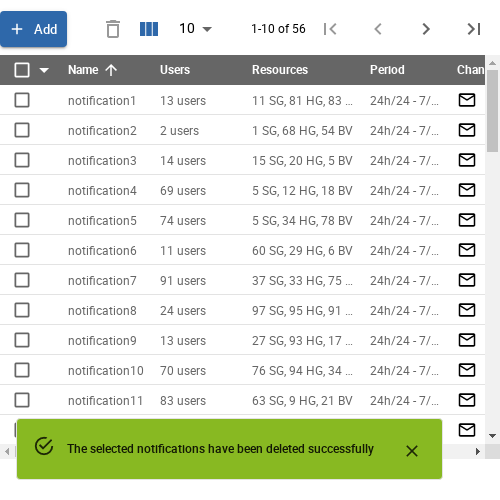 Add 10 1-10 of 56
Name Users Resources Period Chan
notification1 13 users 11 SG, 81 HG, 83 ... 24h/24 - 7/...
notification2 2 users 1 SG, 68 HG, 54 BV 24h/24 - 7/...
notification3 14 users 15 SG, 20 HG, 5 BV 24h/24 - 7/...
notification4 69 users 5 SG, 12 HG, 18 BV 24h/24 - 7/...
notification5 74 users 5 SG, 34 HG, 78 BV 24h/24 - 7/...
notification6 11 users 60 SG, 29 HG, 6 BV 24h/24 - 7/...
notification7 91 users 37 SG, 33 HG, 75 ... 24h/24 - 7/...
notification8 24 users 97 SG, 95 HG, 91 ... 24h/24 - 7/...
notification9 13 users 27 SG, 93 HG, 17 ... 24h/24 - 7/...
notification10 70 users 76 SG, 94 HG, 34 ... 24h/24 - 7/...
notification11 83 users 63 SG, 9 HG, 21 BV 24h/24 - 7/...
The selected notifications have been deleted successfully